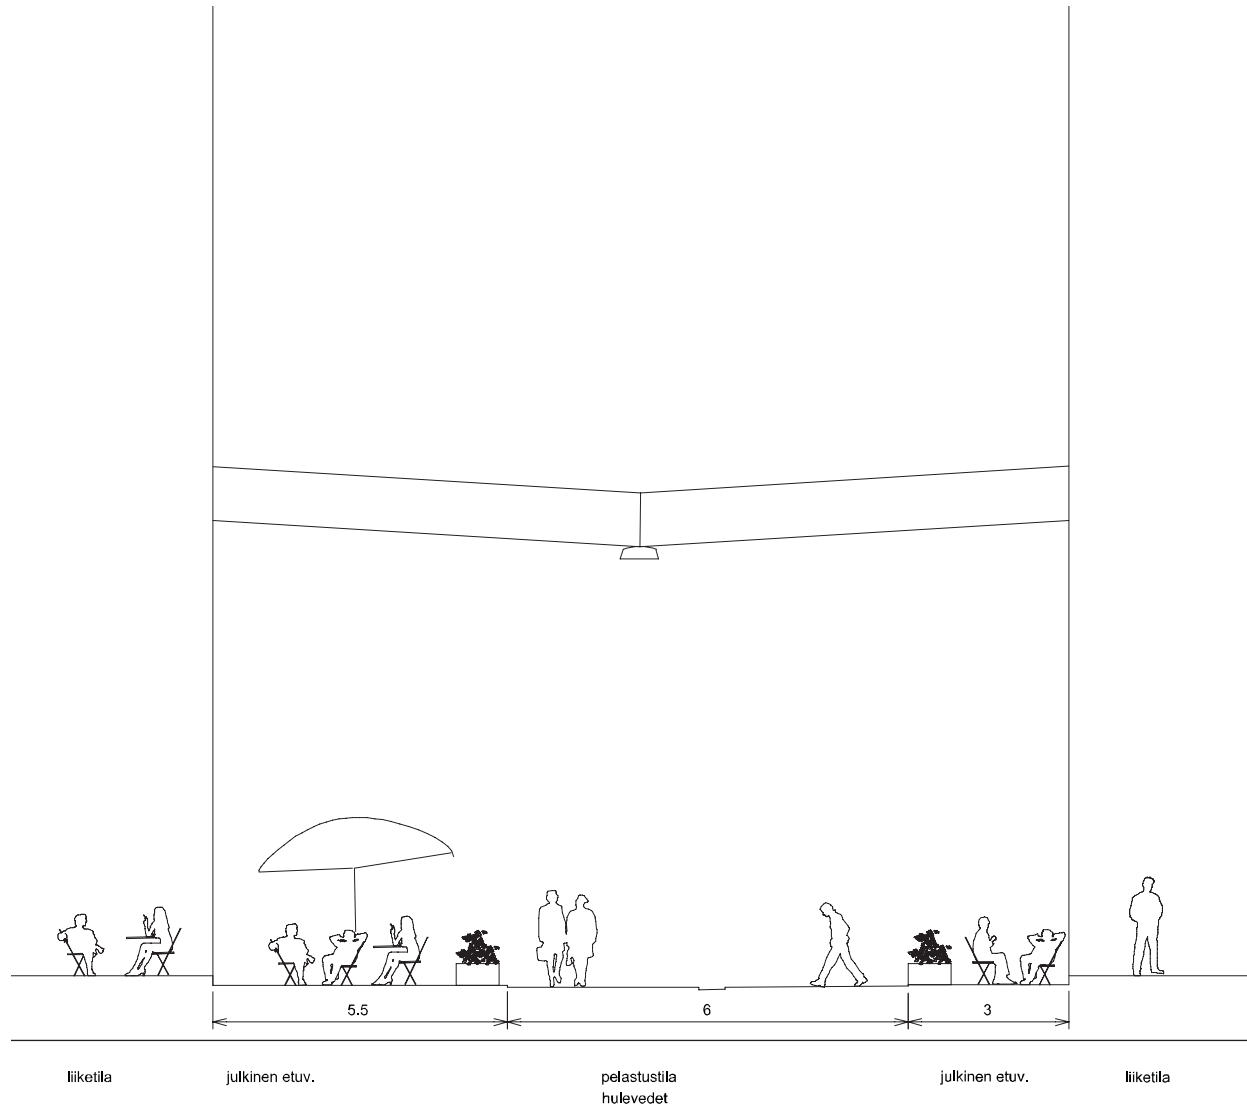 5.5
6
3
liiketila
julkinen etuv.
pelastustila
hulevedet
julkinen etuv.
liiketila